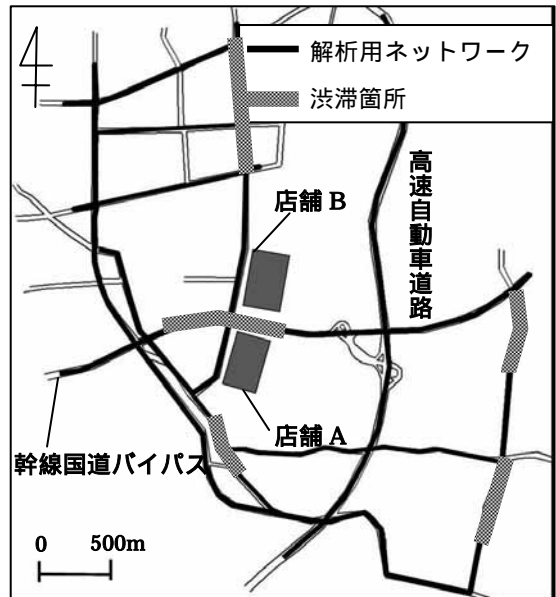 解析用ネットワーク
渋滞箇所
高速自動車道路
店舗 B
店舗 A
幹線国道バイパス
0 500m